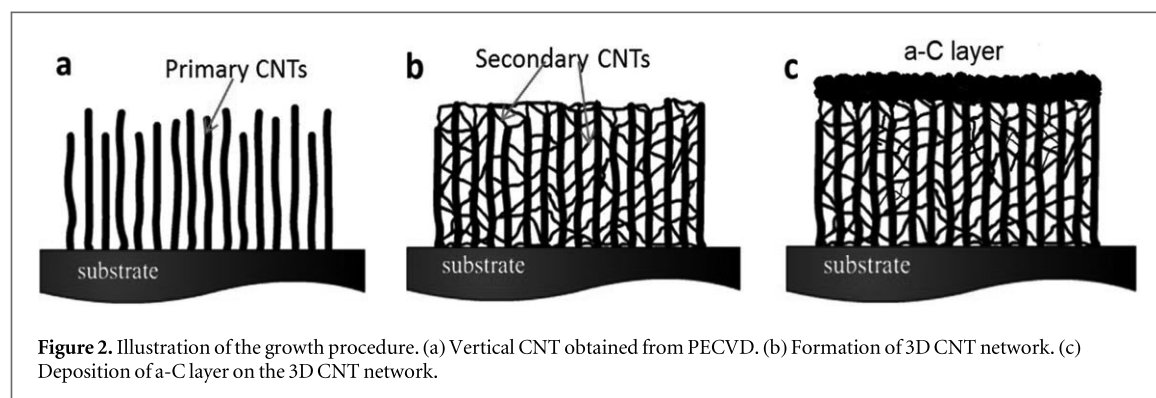 a
Primary CNTs
substrate
b
Secondary CNTs
substrate
c
a-C layer
substrate
Figure 2. Illustration of the growth procedure. (a) Vertical CNT obtained from PECVD. (b) Formation of 3D CNT network. (c)
Deposition of a-C layer on the 3D CNT network.